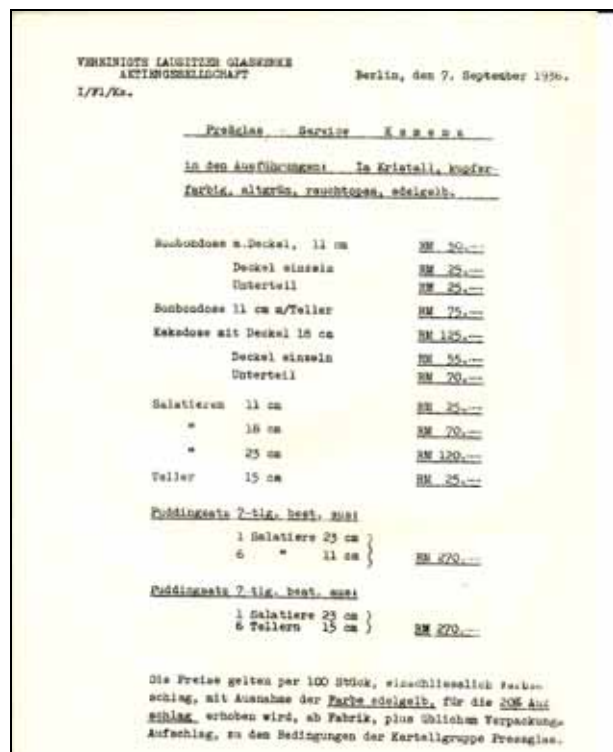 VEREINIGTE LAUSITZER GLASWERKE
AKTIENGESELLSCHAFT Berlin, den 7. September 1936.
I/Fl/Ks.
Preßglas - Service K a m e n a
in den Ausführungen: Ia Kristall, kupfer-
farbig, altgrün, rauchtopas, edelgelb.
Bonbondose m.Deckel, 11 cm RM 50.--
Deckel einzeln RM 25.--
Unterteil RM 25.--
Bonbondose 11 cm m/Teller RM 75.--
Keksdose mit Deckel 18 cm RM 125.--
Deckel einzeln RM 55.--
Unterteil RM 70.--
Salatieren 11 cm RM 25.--
" 18 cm RM 70.--
" 23 cm RM 120.--
Teller 15 cm RM 25.--
Puddingsatz 7-tlg. best. aus:
1 Salatiere 23 cm )
6 " 11 cm ) RM 270.--
Puddingsatz 7-tlg. best. aus:
1 Salatiere 23 cm )
6 Tellern 15 cm ) RM 270.--
Die Preise gelten per 100 Stück, einschliesslich Farben
schlag, mit Ausnahme der Farbe edelgelb, für die 20% Auf
schlag erhoben wird, ab Fabrik, plus üblichem Verpackungs
Aufschlag, zu den Bedingungen der Kartellgruppe Pressglas.